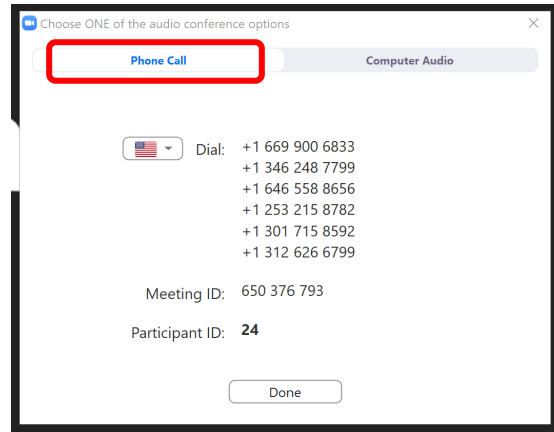 Choose ONE of the audio conference options
Phone Call Computer Audio
Dial: +1 669 900 6833
+1 346 248 7799
+1 646 558 8656
+1 253 215 8782
+1 301 715 8592
+1 312 626 6799
Meeting ID: 650 376 793
Participant ID: 24
Done